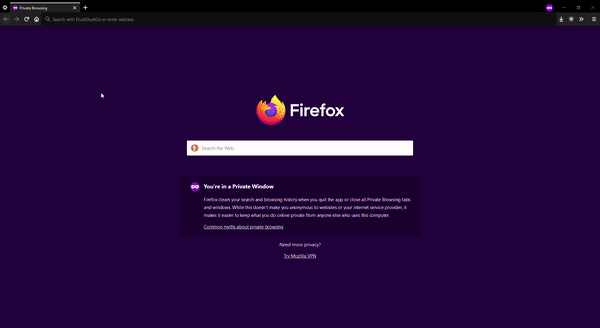 Private Browsing
Search with DuckDuckGo or enter address
Firefox
Search the Web
You're in a Private Window
Firefox clears your search and browsing history when you quit the app or close all Private Browsing tabs
and windows. While this doesn't make you anonymous to websites or your internet service provider, it
makes it easier to keep what you do online private from anyone else who uses this computer.
Common myths about private browsing
Need more privacy?
Try Mozilla VPN